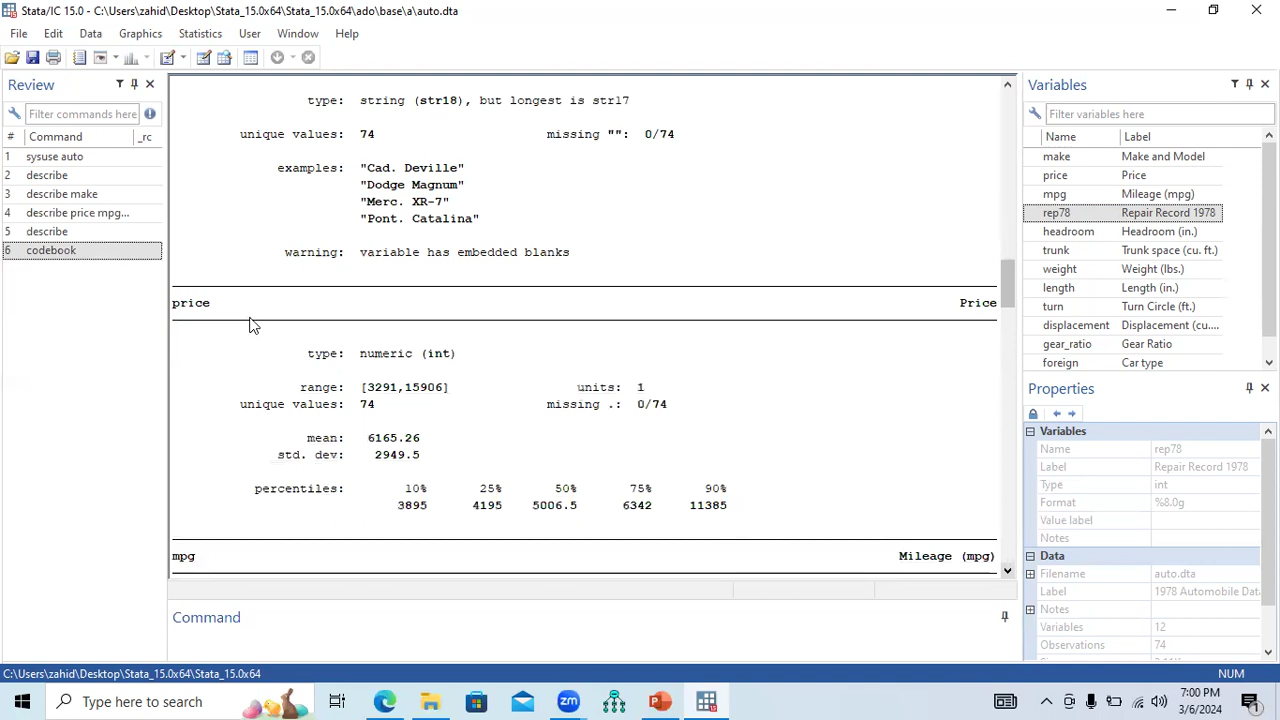 Stata/IC 15.0 - C:\Users\zahid\Desktop\Stata_15.0x64\Stata_15.0x64\ado\base\a\auto.dta
File Edit Data Graphics Statistics User Window Help
Review
Filter commands here
# Command _rc
1 sysuse auto
2 describe
3 describe make
4 describe price mpg...
5 describe
6 codebook
type: string (str18), but longest is str17
unique values: 74 missing "": 0/74
examples: "Cad. Deville"
"Dodge Magnum"
"Merc. XR-7"
"Pont. Catalina"
warning: variable has embedded blanks
price Price
type: numeric (int)
range: [3291,15906] units: 1
unique values: 74 missing .: 0/74
mean: 6165.26
std. dev: 2949.5
percentiles: 10% 25% 50% 75% 90%
3895 4195 5006.5 6342 11385
mpg Mileage (mpg)
Command
Variables
Filter variables here
Name Label
make Make and Model
price Price
mpg Mileage (mpg)
rep78 Repair Record 1978
headroom Headroom (in.)
trunk Trunk space (cu. ft.)
weight Weight (lbs.)
length Length (in.)
turn Turn Circle (ft.)
displacement Displacement (cu....
gear_ratio Gear Ratio
foreign Car type
Properties
Variables
Name rep78
Label Repair Record 1978
Type int
Format %8.0g
Value label
Notes
Data
Filename auto.dta
Label 1978 Automobile Data
Notes
Variables 12
Observations 74
C:\Users\zahid\Desktop\Stata_15.0x64\Stata_15.0x64 NUM
Type here to search
zm
7:00 PM
3/6/2024
1